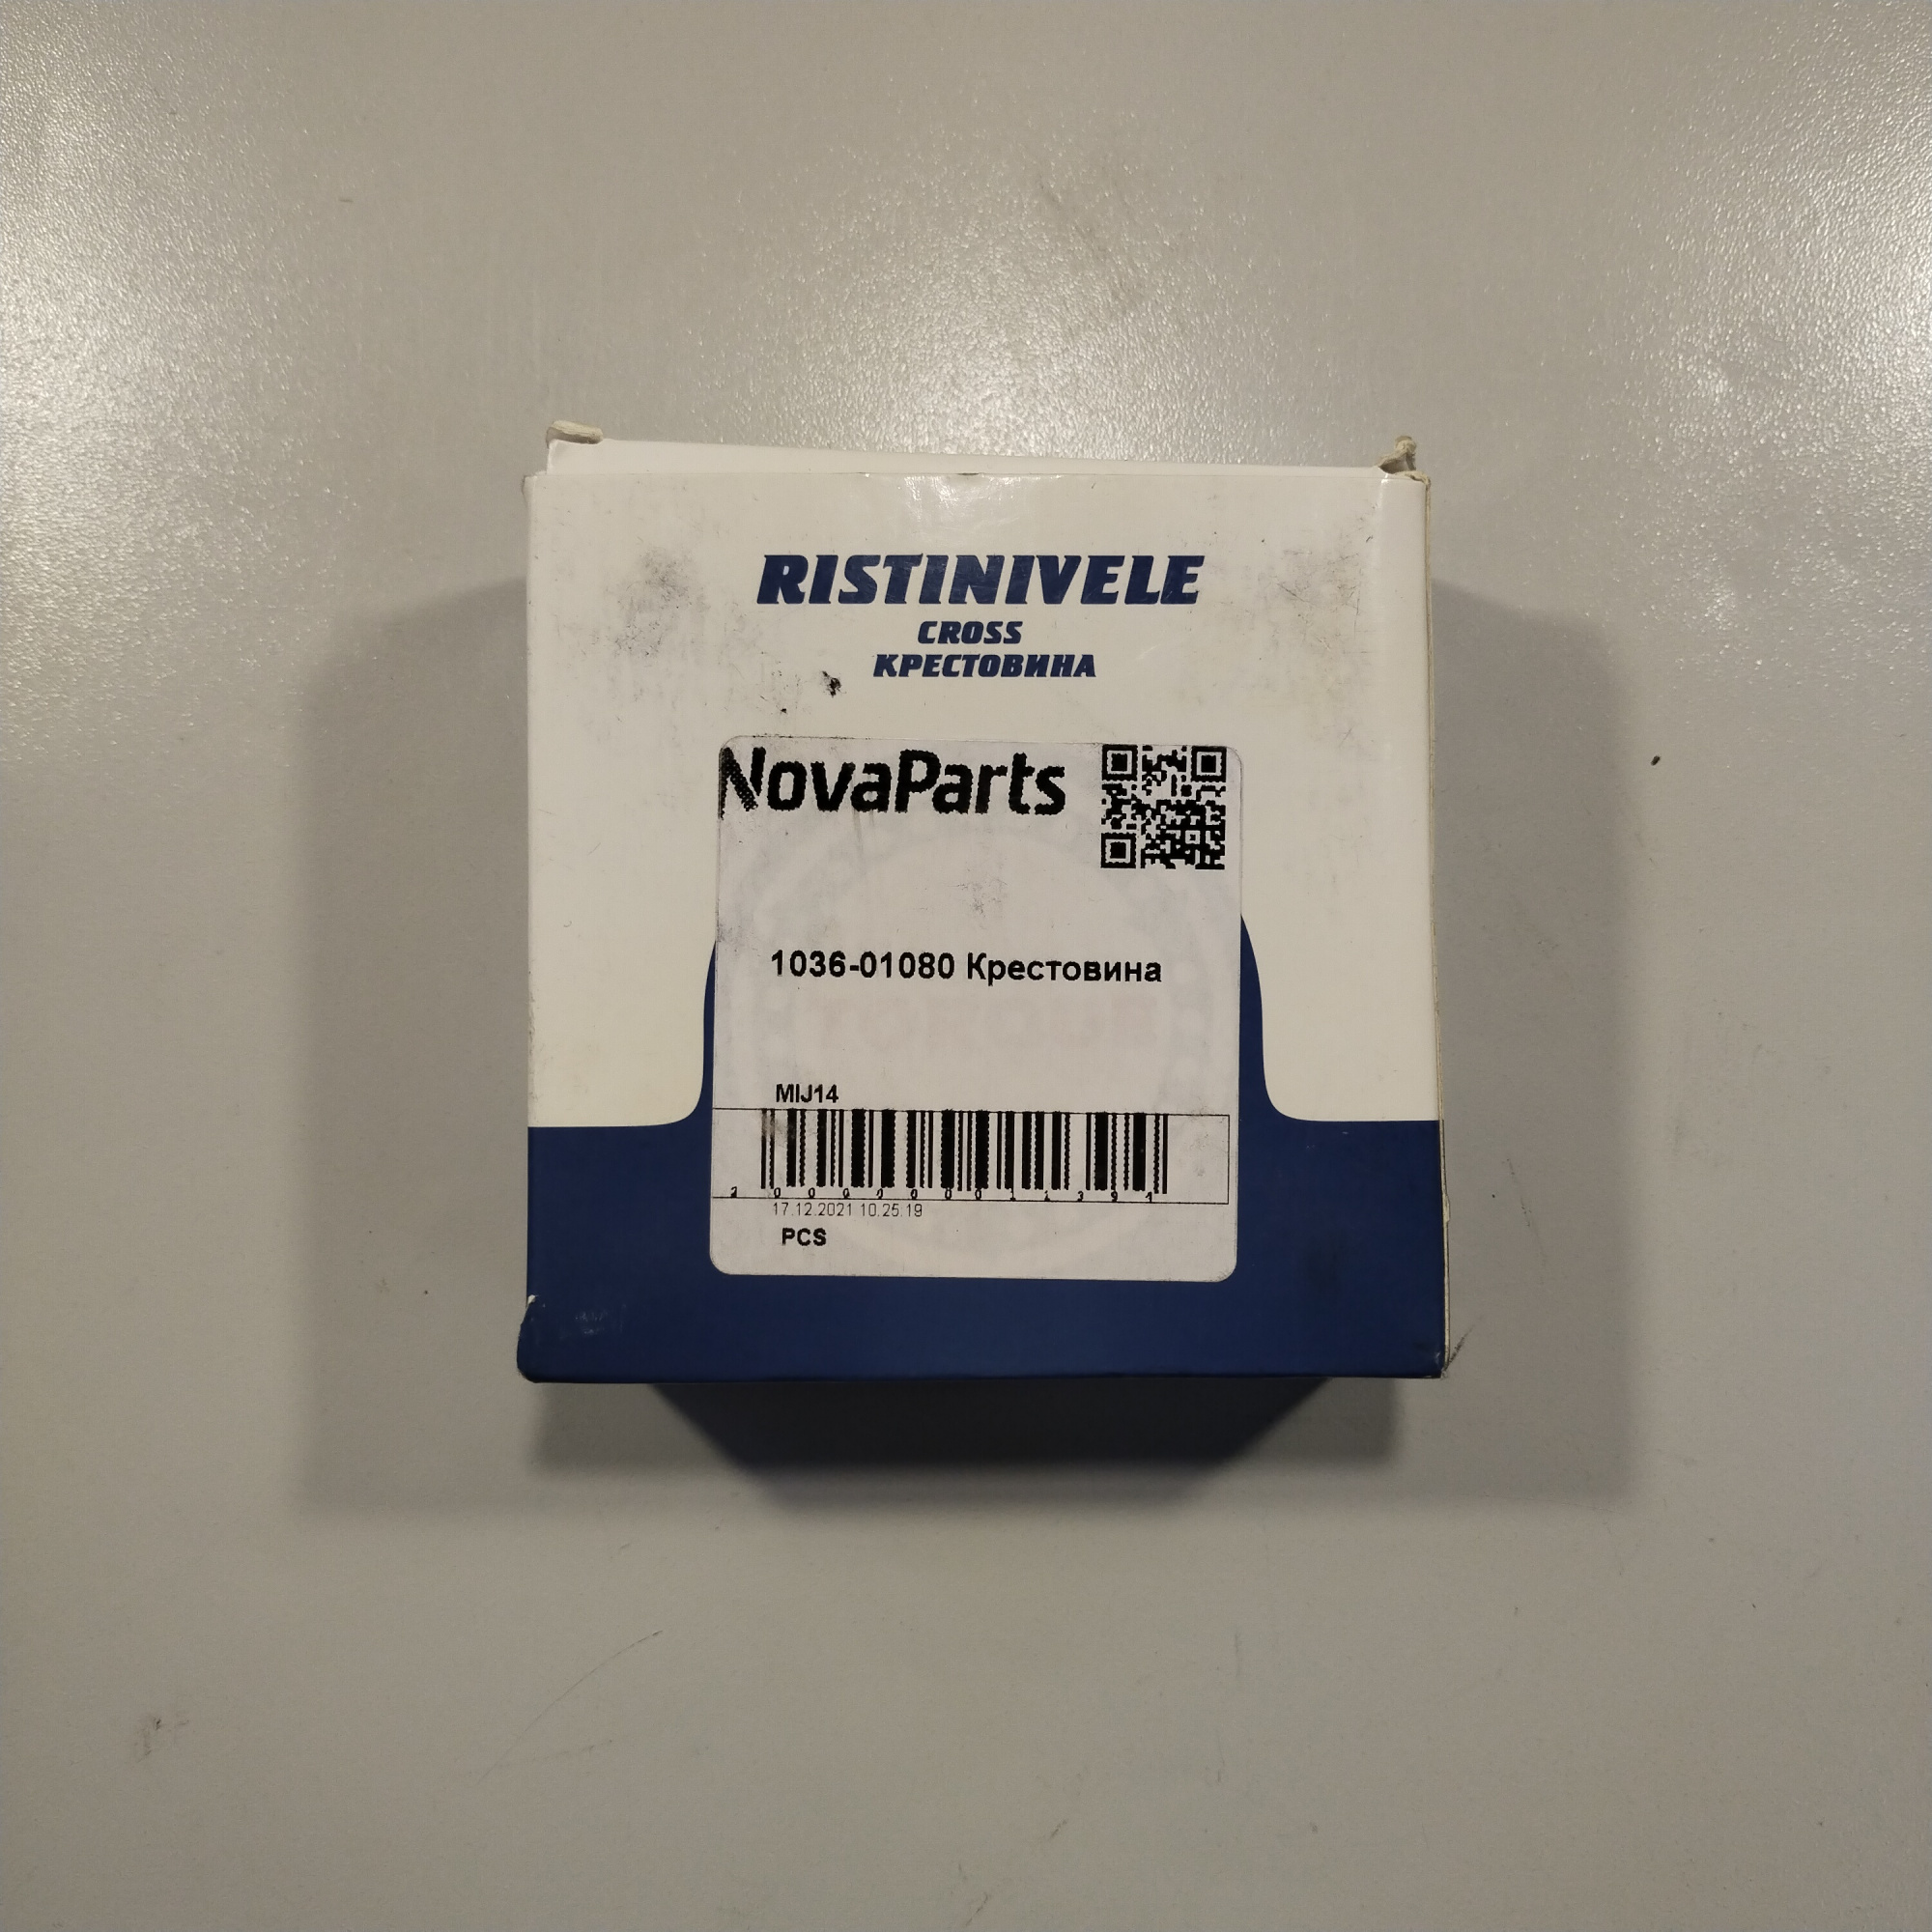 RISTINIVELE
CROSS
КРЕСТОВИНА
NovaParts
1036-01080 Крестовина
MIJ14
17.12.2021 10.25.19
PCS